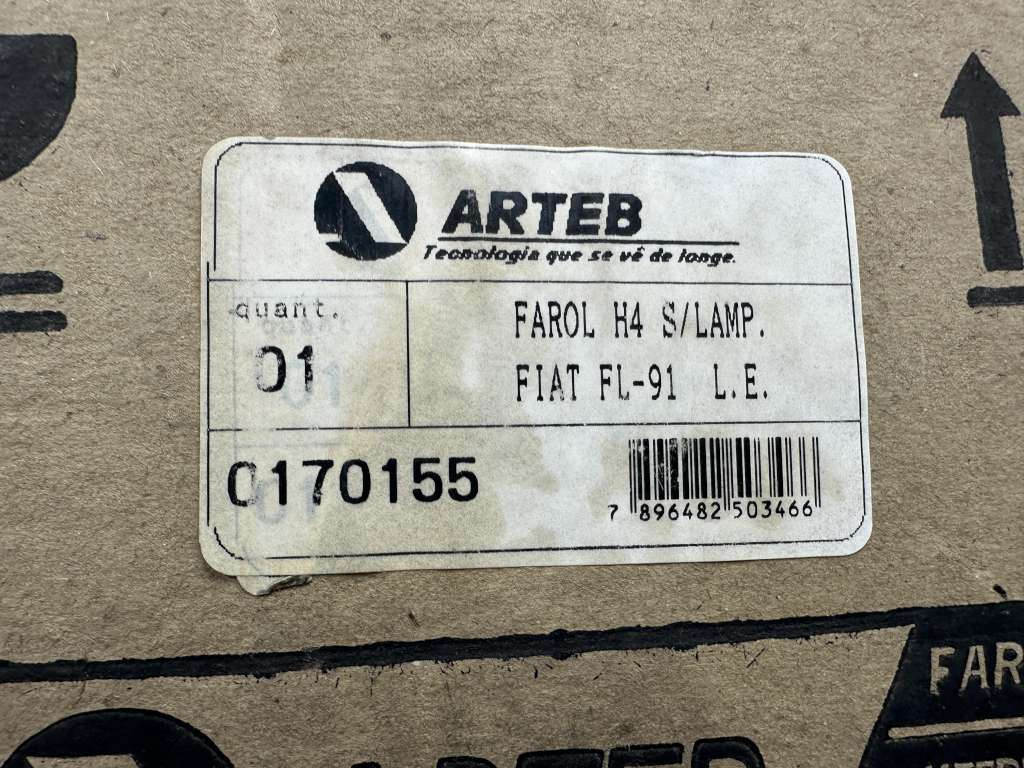 ARTEB
Tecnologia que se vê de longe.
quant.
01
FAROL H4 S/LAMP.
FIAT FL-91 L.E.
0170155
7 896482 503466
FAR
ARTEB